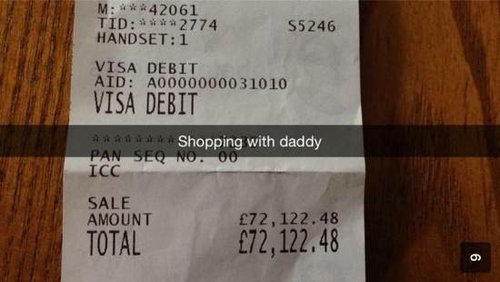 M:***42061
TID:****2774 S5246
HANDSET:1
VISA DEBIT
AID: A0000000031010
VISA DEBIT
Shopping with daddy
PAN SEQ NO. 00
ICC
SALE
AMOUNT £72,122.48
TOTAL £72,122.48
9